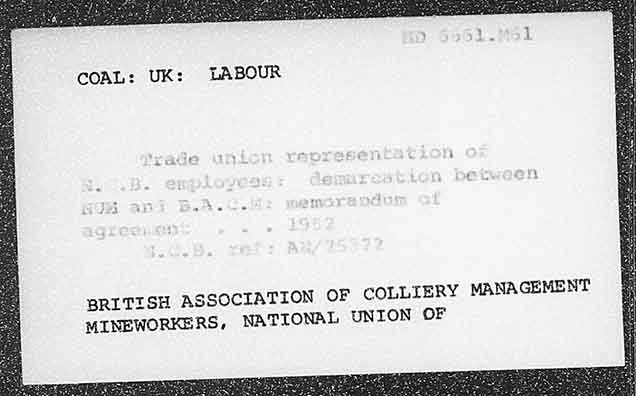 HD 6661.M61
COAL: UK: LABOUR
Trade union representation of
N.C.B. employees: demarcation between
NUM and B.A.C.M: memorandum of
agreement . . . 1952
N.C.B. ref: AN/25372
BRITISH ASSOCIATION OF COLLIERY MANAGEMENT
MINEWORKERS, NATIONAL UNION OF